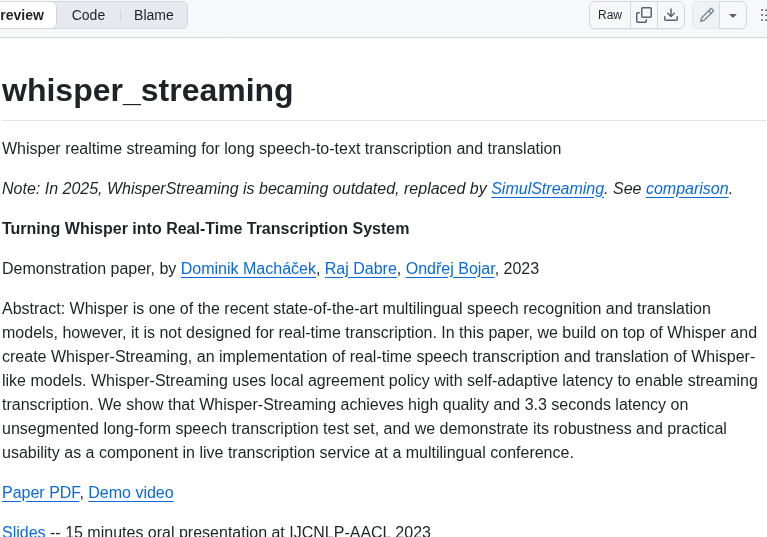 review Code Blame Raw
whisper_streaming
Whisper realtime streaming for long speech-to-text transcription and translation
Note: In 2025, WhisperStreaming is becaming outdated, replaced by SimulStreaming. See comparison.
Turning Whisper into Real-Time Transcription System
Demonstration paper, by Dominik Macháček, Raj Dabre, Ondřej Bojar, 2023
Abstract: Whisper is one of the recent state-of-the-art multilingual speech recognition and translation
models, however, it is not designed for real-time transcription. In this paper, we build on top of Whisper and
create Whisper-Streaming, an implementation of real-time speech transcription and translation of Whisper-
like models. Whisper-Streaming uses local agreement policy with self-adaptive latency to enable streaming
transcription. We show that Whisper-Streaming achieves high quality and 3.3 seconds latency on
unsegmented long-form speech transcription test set, and we demonstrate its robustness and practical
usability as a component in live transcription service at a multilingual conference.
Paper PDF, Demo video
Slides -- 15 minutes oral presentation at IJCNLP-AACL 2023